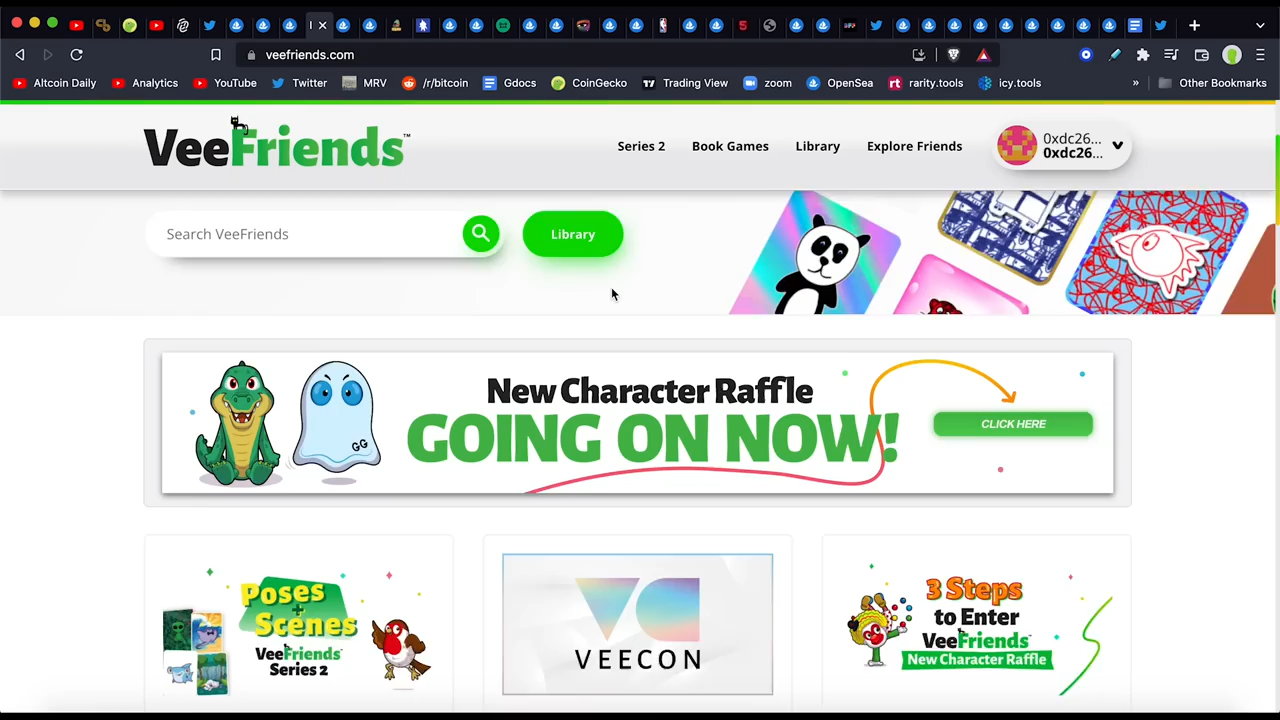 veefriends.com
Altcoin Daily
Analytics
YouTube
Twitter
MRV
/r/bitcoin
Gdocs
CoinGecko
Trading View
zoom
OpenSea
rarity.tools
icy.tools
»
Other Bookmarks
VeeFriends™
Series 2
Book Games
Library
Explore Friends
0xdc26...
0xdc26...
Search VeeFriends
Library
New Character Raffle
GOING ON NOW!
CLICK HERE
GG
Poses
+
Scenes
VeeFriends
Series 2
VEECON
3 Steps
to Enter
VeeFriends
New Character Raffle